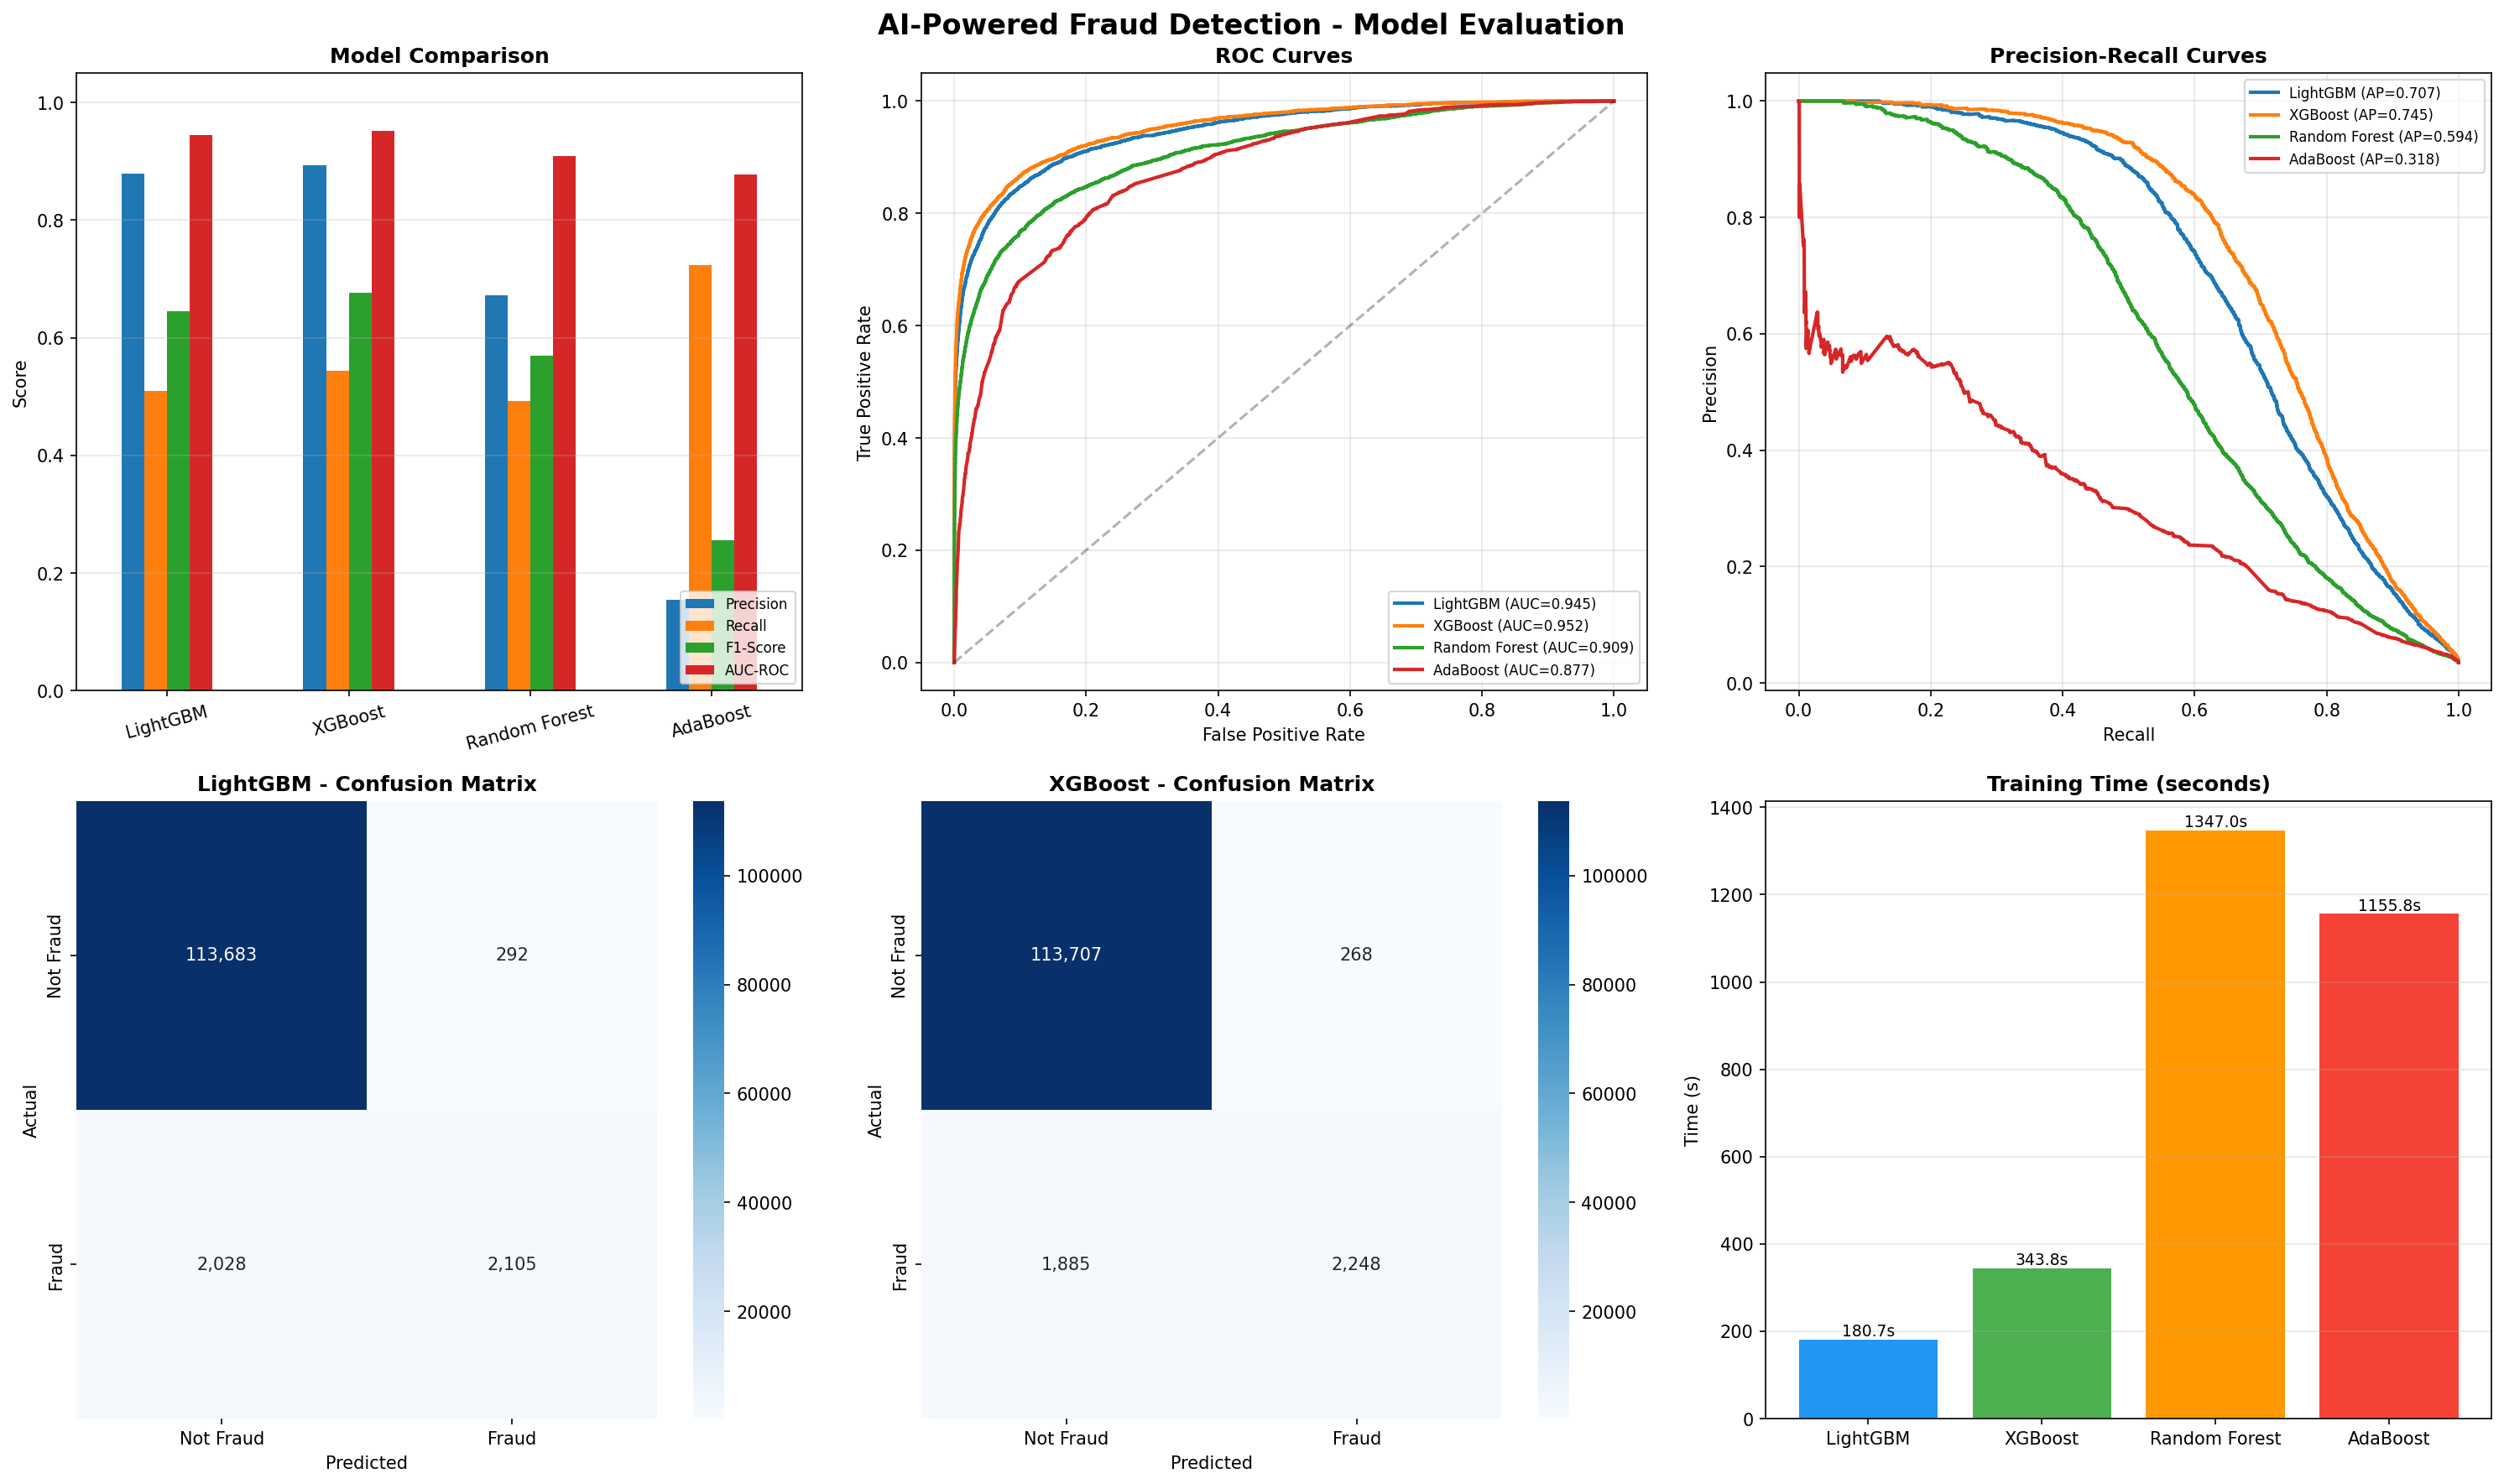 AI-Powered Fraud Detection - Model Evaluation
Model Comparison
Score
1.0
0.8
0.6
0.4
0.2
0.0
LightGBM
XGBoost
Random Forest
AdaBoost
Precision
Recall
F1-Score
AUC-ROC
ROC Curves
True Positive Rate
1.0
0.8
0.6
0.4
0.2
0.0
0.0 0.2 0.4 0.6 0.8 1.0
False Positive Rate
LightGBM (AUC=0.945)
XGBoost (AUC=0.952)
Random Forest (AUC=0.909)
AdaBoost (AUC=0.877)
Precision-Recall Curves
Precision
1.0
0.8
0.6
0.4
0.2
0.0
0.0 0.2 0.4 0.6 0.8 1.0
Recall
LightGBM (AP=0.707)
XGBoost (AP=0.745)
Random Forest (AP=0.594)
AdaBoost (AP=0.318)
LightGBM - Confusion Matrix
Actual
Not Fraud
Fraud
113,683 292
2,028 2,105
Not Fraud Fraud
Predicted
100000
80000
60000
40000
20000
XGBoost - Confusion Matrix
Actual
Not Fraud
Fraud
113,707 268
1,885 2,248
Not Fraud Fraud
Predicted
100000
80000
60000
40000
20000
Training Time (seconds)
Time (s)
1400
1200
1000
800
600
400
200
0
180.7s
343.8s
1347.0s
1155.8s
LightGBM XGBoost Random Forest AdaBoost